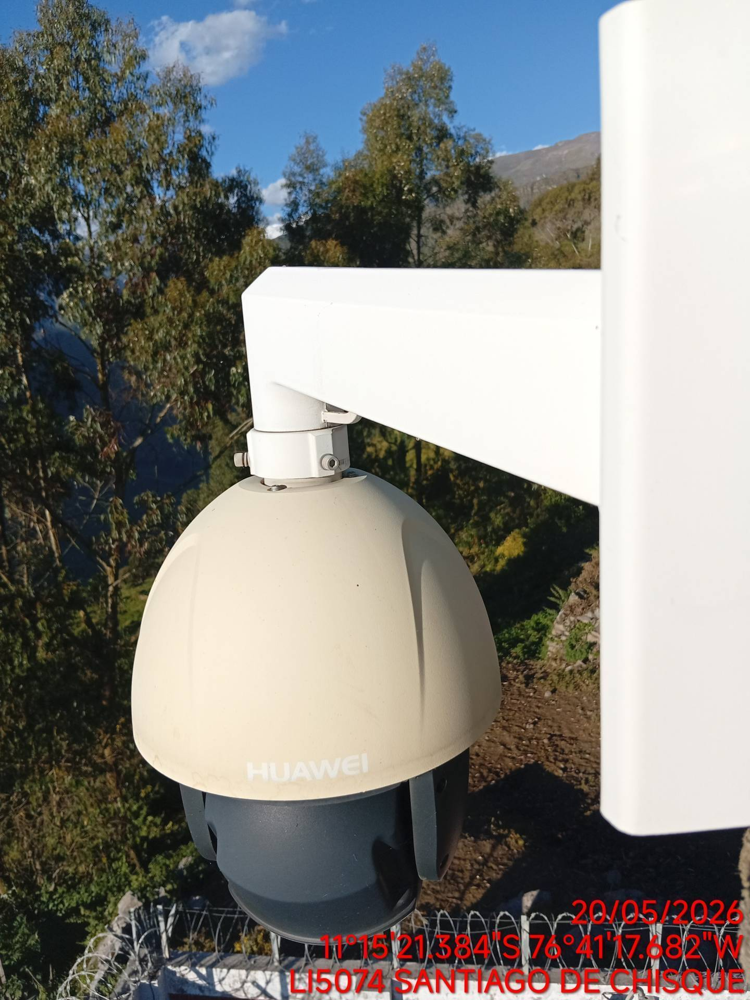 HUAWEI
20/05/2026
11°15'21.384"S 76°41'17.682"W
LI5074 SANTIAGO DE CHISQUE